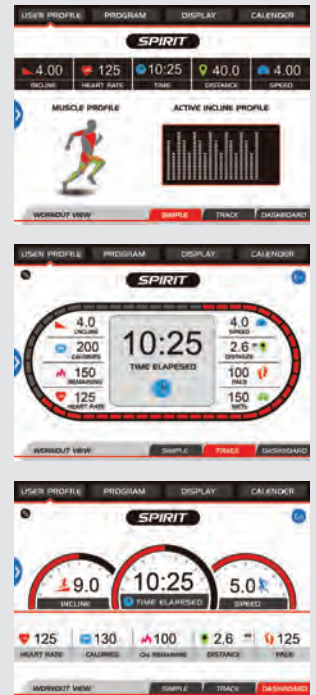 USER PROFILE PROGRAM DISPLAY CALENDER
SPIRIT
4.00 125 10:25 40.0 4.00
INCLINE HEART RATE TIME DISTANCE SPEED
MUSCLE PROFILE ACTIVE INCLINE PROFILE
WORKOUT VIEW SIMPLE TRACK DASHBOARD
USER PROFILE PROGRAM DISPLAY CALENDER
SPIRIT
4.0 INCLINE
200 CALORIES
150 REMAINING
125 HEART RATE
10:25
TIME ELAPESED
4.0 SPEED
2.6 DISTANCE
100 PACE
150 METS
WORKOUT VIEW SIMPLE TRACK DASHBOARD
USER PROFILE PROGRAM DISPLAY CALENDER
SPIRIT
9.0 10:25 5.0
INCLINE TIME ELAPESED SPEED
125 130 100 2.6 125
HEART RATE CALORIES CAL REMAINING DISTANCE PACE
WORKOUT VIEW SIMPLE TRACK DASHBOARD